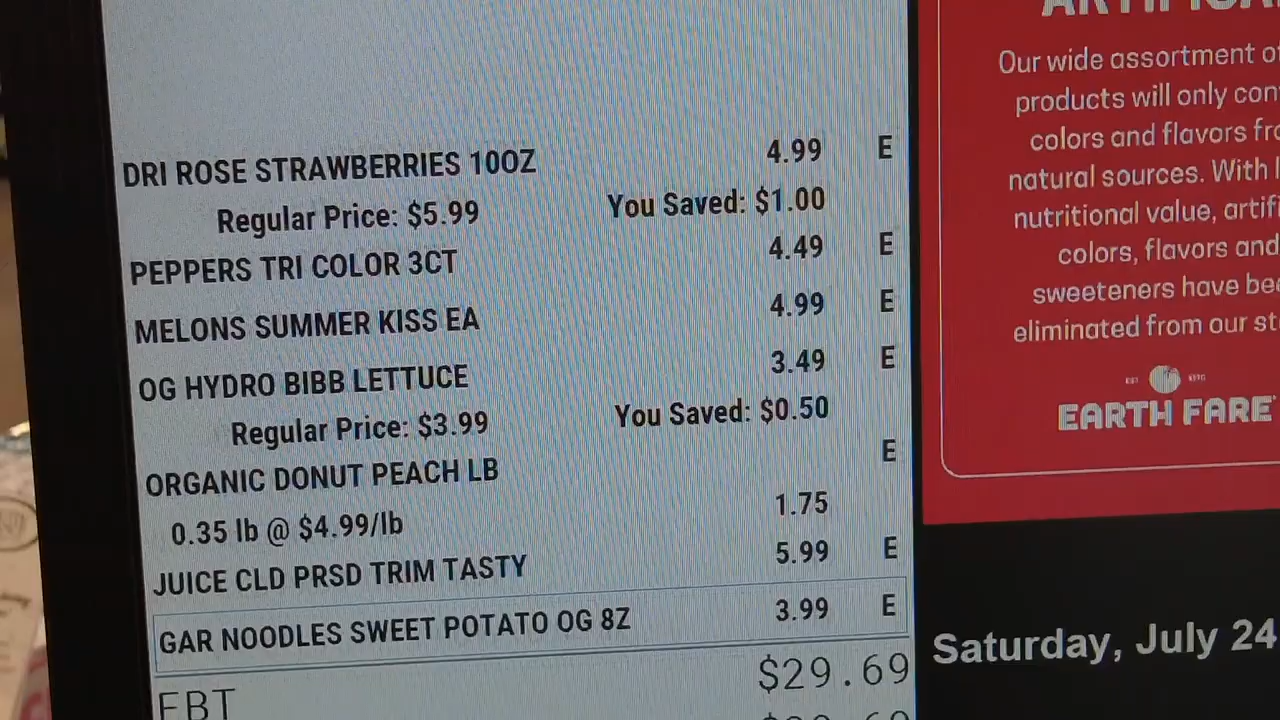 DRI ROSE STRAWBERRIES 10OZ 4.99 E
Regular Price: $5.99 You Saved: $1.00
PEPPERS TRI COLOR 3CT 4.49 E
MELONS SUMMER KISS EA 4.99 E
OG HYDRO BIBB LETTUCE 3.49 E
Regular Price: $3.99 You Saved: $0.50
ORGANIC DONUT PEACH LB E
0.35 lb @ $4.99/lb 1.75
JUICE CLD PRSD TRIM TASTY 5.99 E
GAR NOODLES SWEET POTATO OG 8Z 3.99 E
$29.69
EBT
Our wide assortment of
products will only con
colors and flavors fro
natural sources. With
nutritional value, artifi
colors, flavors and
sweeteners have bee
eliminated from our st
EST
EARTH FARE
Saturday, July 24